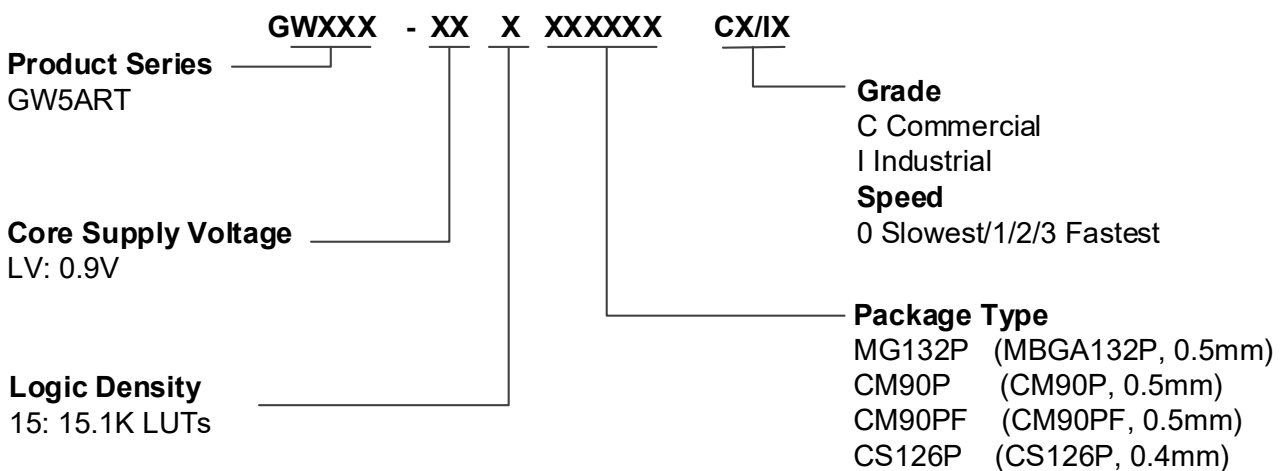 GWXXX - XX X XXXXXX CX/IX
Product Series
GW5ART
Core Supply Voltage
LV: 0.9V
Logic Density
15: 15.1K LUTs
Grade
C Commercial
I Industrial
Speed
0 Slowest/1/2/3 Fastest
Package Type
MG132P (MBGA132P, 0.5mm)
CM90P (CM90P, 0.5mm)
CM90PF (CM90PF, 0.5mm)
CS126P (CS126P, 0.4mm)